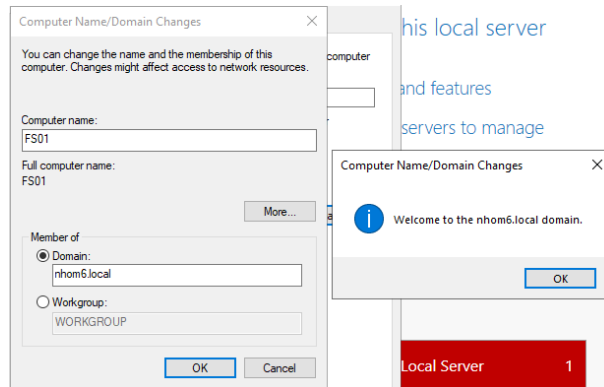 Computer Name/Domain Changes
You can change the name and the membership of this
computer. Changes might affect access to network resources.
Computer name:
FS01
Full computer name:
FS01
More...
Member of
Domain:
nhom6.local
Workgroup:
WORKGROUP
OK
Cancel
computer
his local server
and features
servers to manage
Computer Name/Domain Changes
Welcome to the nhom6.local domain.
OK
Local Server 1